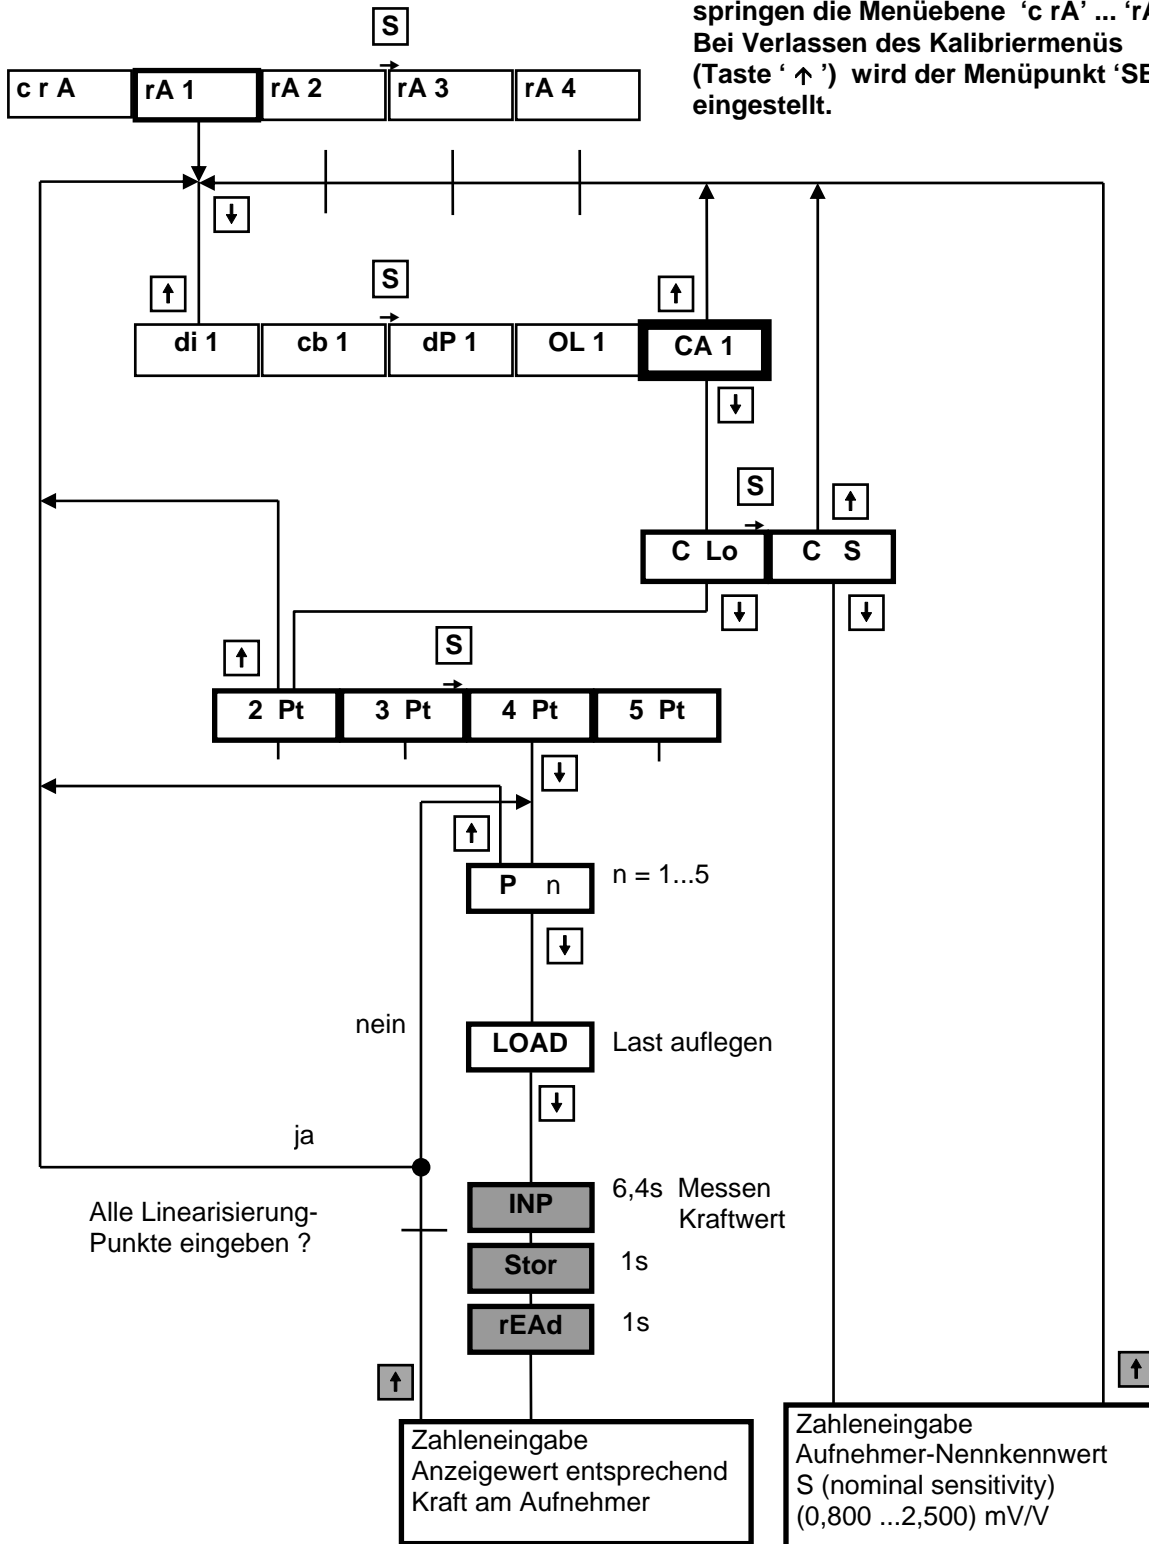 springen die Menüebene ‘c rA’ ... ‘rA
Bei Verlassen des Kalibriermenüs
(Taste ‘ ↑ ’) wird der Menüpunkt ‘SE
eingestellt.
S
c r A
rA 1
rA 2
rA 3
rA 4
S
di 1
cb 1
dP 1
OL 1
CA 1
S
C Lo
C S
S
2 Pt
3 Pt
4 Pt
5 Pt
P n
n = 1...5
nein
LOAD
Last auflegen
ja
Alle Linearisierung-
Punkte eingeben ?
INP
6,4s Messen
Kraftwert
Stor
1s
rEAd
1s
Zahleneingabe
Anzeigewert entsprechend
Kraft am Aufnehmer
Zahleneingabe
Aufnehmer-Nennkennwert
S (nominal sensitivity)
(0,800 ...2,500) mV/V